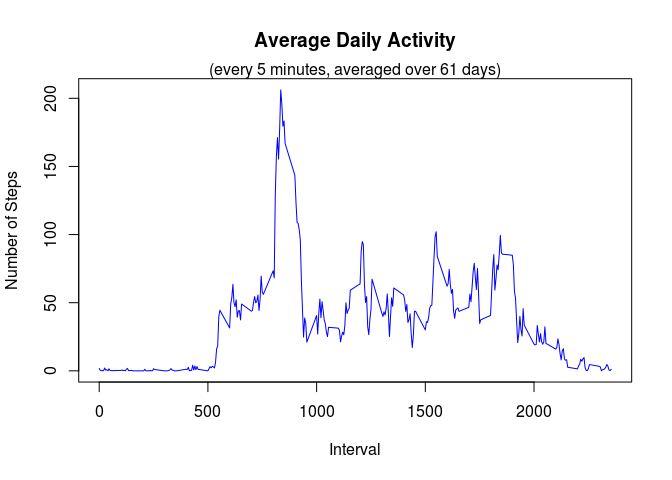 Average Daily Activity
(every 5 minutes, averaged over 61 days)
Number of Steps
200
150
100
50
0
0 500 1000 1500 2000
Interval